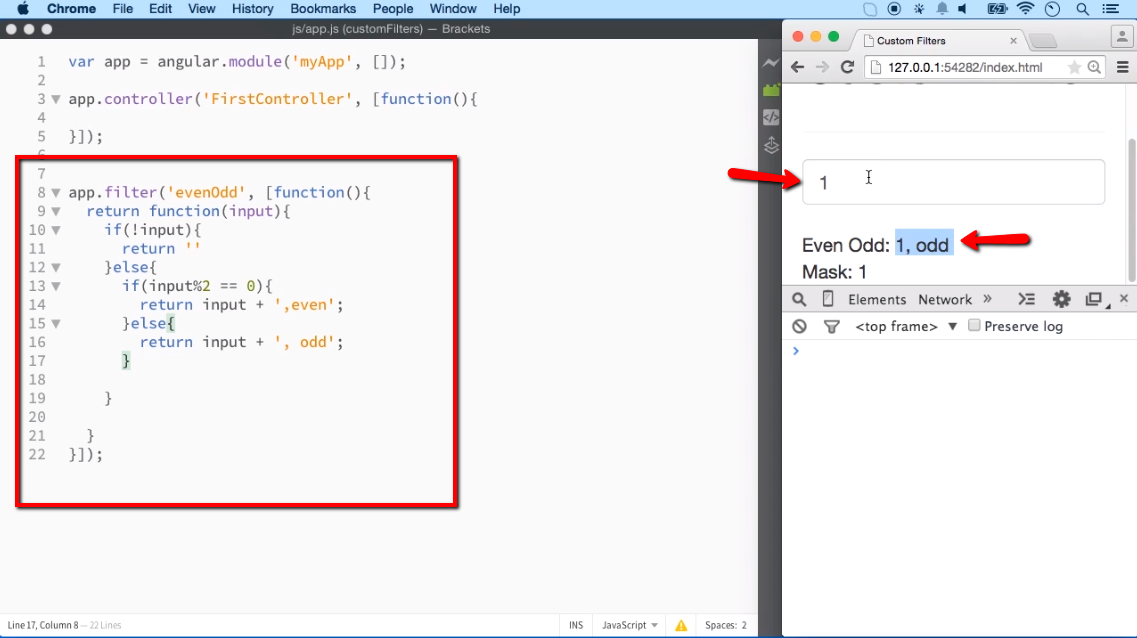 Chrome File Edit View History Bookmarks People Window Help
js/app.js (customFilters) — Brackets
1 var app = angular.module('myApp', []);
2
3 app.controller('FirstController', [function(){
4
5 }]);
6
7
8 app.filter('evenOdd', [function(){
9 return function(input){
10 if(!input){
11 return ''
12 }else{
13 if(input%2 == 0){
14 return input + ',even';
15 }else{
16 return input + ', odd';
17 }
18
19 }
20
21 }
22 }]);
Line 17, Column 8 — 22 Lines
INS JavaScript Spaces: 2
Custom Filters
127.0.0.1:54282/index.html
1
Even Odd: 1, odd
Mask: 1
Elements Network »
<top frame> Preserve log